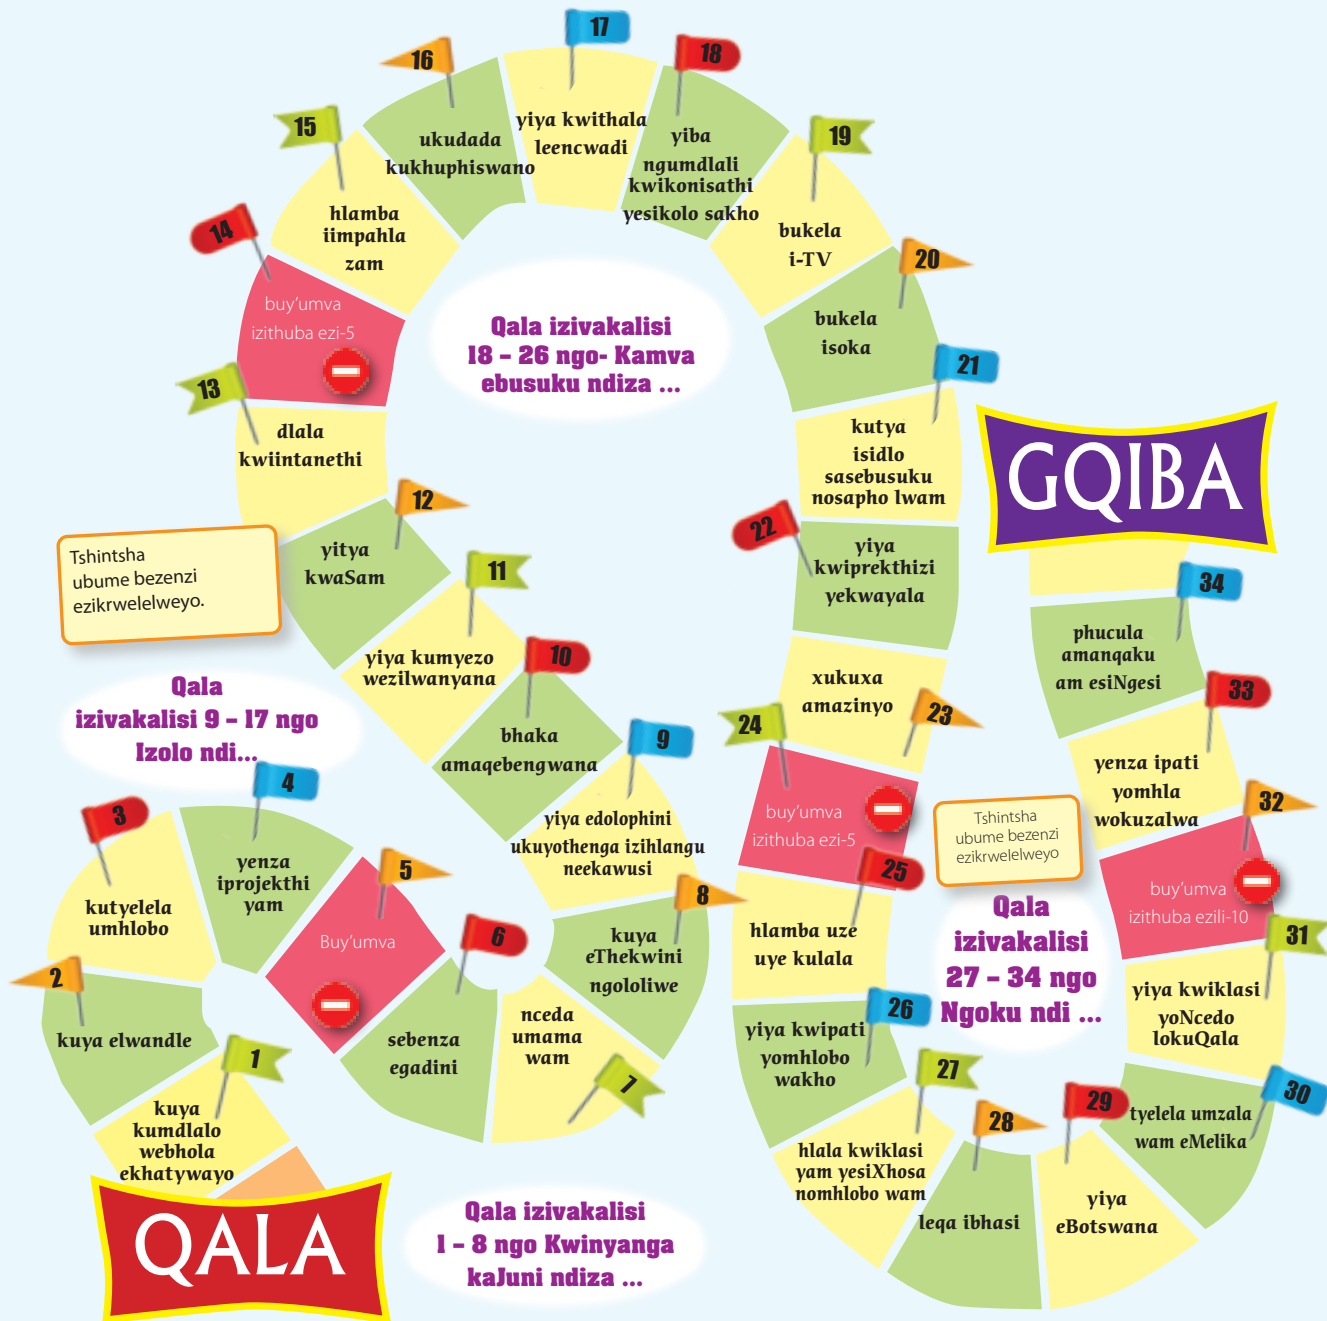 QALA
1
kuya
kumdlalo
webhola
ekhatywayo
2
kuya elwandle
3
kutyelela
umhlobo
4
yenza
iprojekthi
yam
5
Buy'umva
6
sebenza
egadini
7
nceda
umama
wam
8
kuya
eThekwini
ngololiwe
Qala izivakalisi
1 – 8 ngo Kwinyanga
kaJuni ndiza ...
9
yiya edolophini
ukuyothenga izihlangu
neekawusi
10
bhaka
amaqebengwana
11
yiya kumyezo
wezilwanyana
12
yitya
kwaSam
13
dlala
kwiintanethi
14
buy'umva
izithuba ezi-5
15
hlamba
iimpahla
zam
16
ukudada
kukhuphiswano
17
yiya kwithala
leencwadi
Tshintsha
ubume bezenzi
ezikrwelelweyo.
Qala
izivakalisi 9 – 17 ngo
Izolo ndi...
18
yiba
ngumdlali
kwikonisathi
yesikolo sakho
19
bukela
i-TV
20
bukela
isoka
21
kutya
isidlo
sasebusuku
nosapho lwam
22
yiya
kwiprekthizi
yekwayala
23
xukuxa
amazinyo
24
buy'umva
izithuba ezi-5
25
hlamba uze
uye kulala
26
yiya kwipati
yomhlobo
wakho
Qala izivakalisi
18 – 26 ngo- Kamva
ebusuku ndiza ...
27
hlala kwiklasi
yam yesiXhosa
nomhlobo wam
28
leqa ibhasi
29
yiya
eBotswana
30
tyelela umzala
wam eMelika
31
yiya kwiklasi
yoNcedo
lokuQala
32
buy'umva
izithuba ezili-10
33
yenza ipati
yomhla
wokuzalwa
34
phucula
amanqaku
am esiNgesi
Tshintsha
ubume bezenzi
ezikrwelelweyo
Qala
izivakalisi
27 – 34 ngo
Ngoku ndi ...
GQIBA